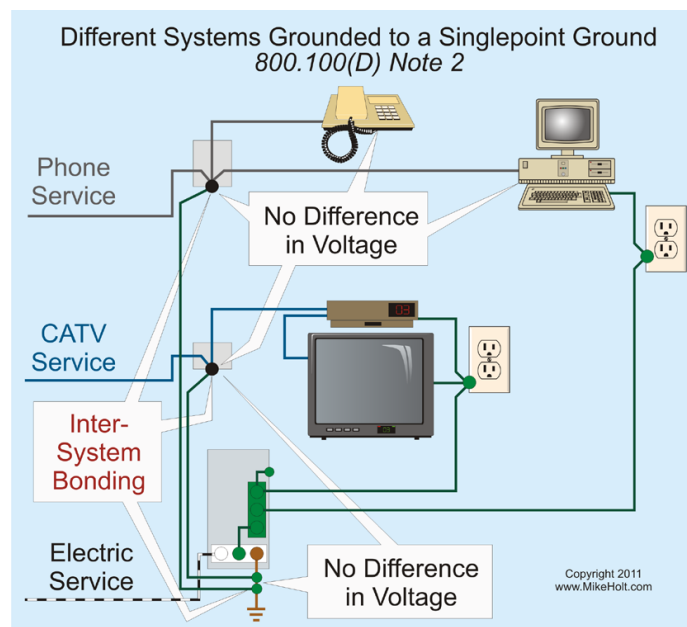 Different Systems Grounded to a Singlepoint Ground
800.100(D) Note 2
Phone
Service
No Difference
in Voltage
CATV
Service
Inter-
System
Bonding
Electric
Service
No Difference
in Voltage
Copyright 2011
www.MikeHolt.com